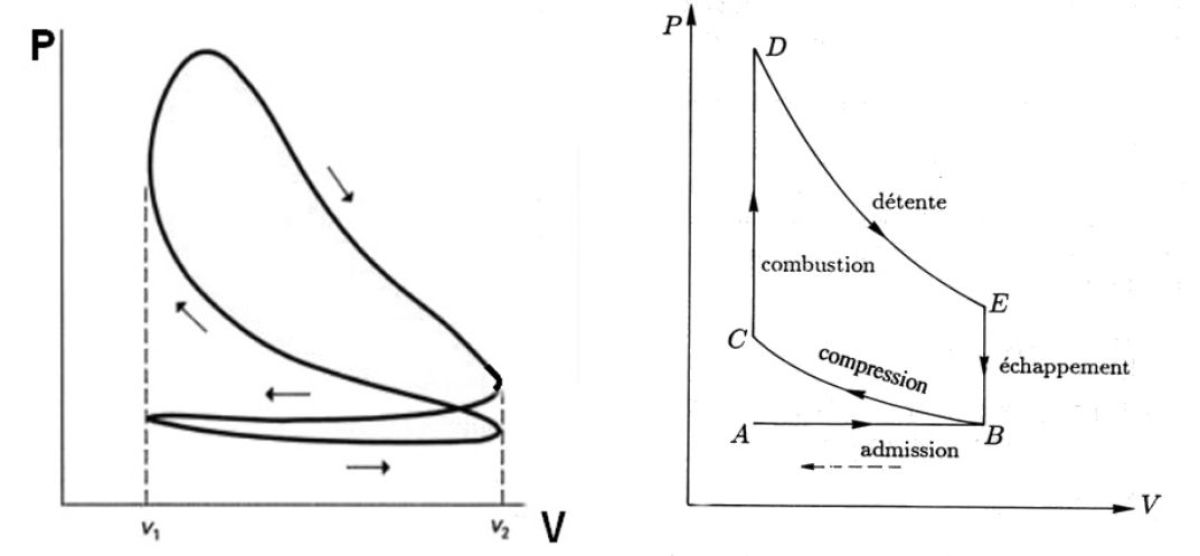 P
V₁
V₂
V
P
D
détente
combustion
E
C
compression
échappement
A
B
admission
V